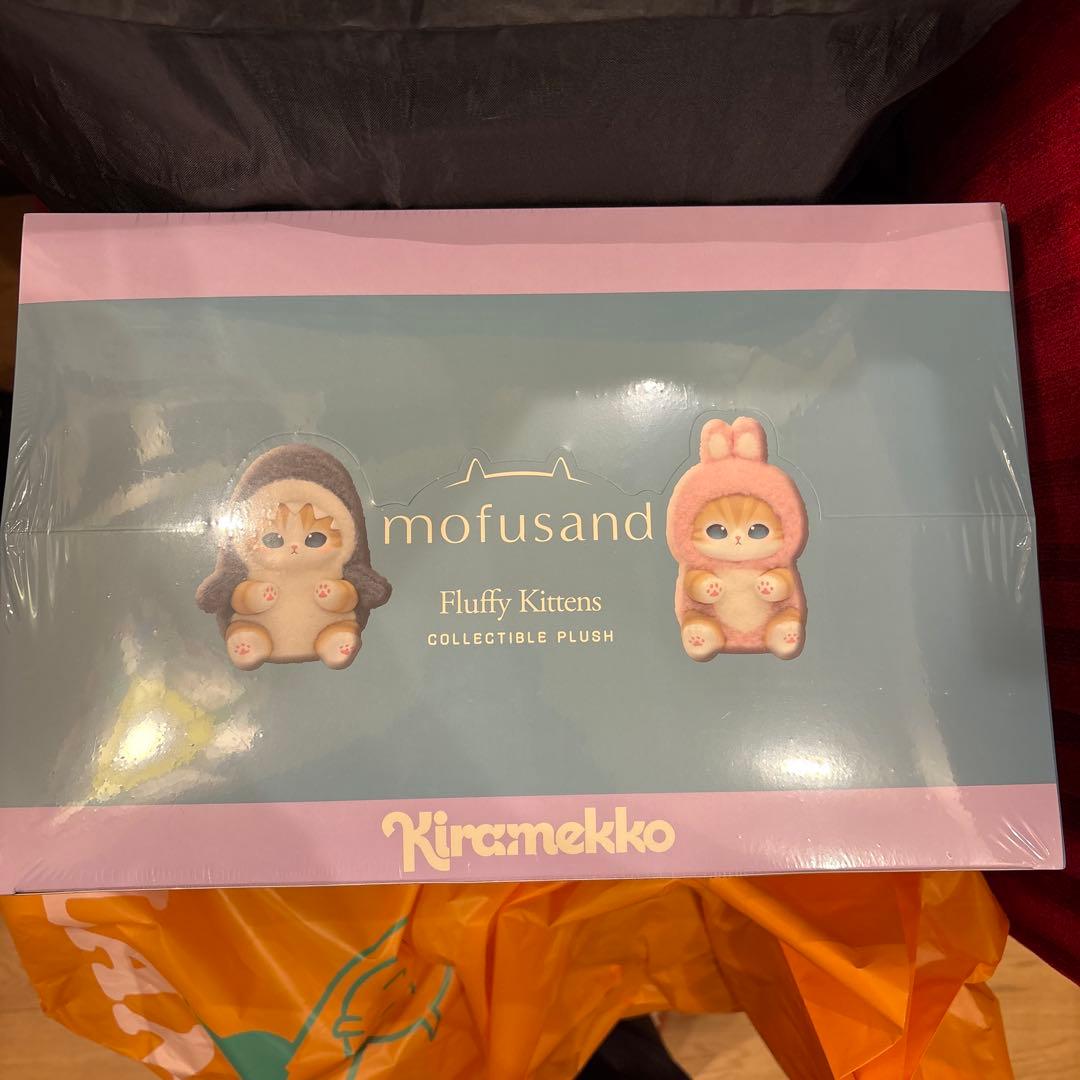 mofusand
Fluffy Kittens
COLLECTIBLE PLUSH
Kiramekko